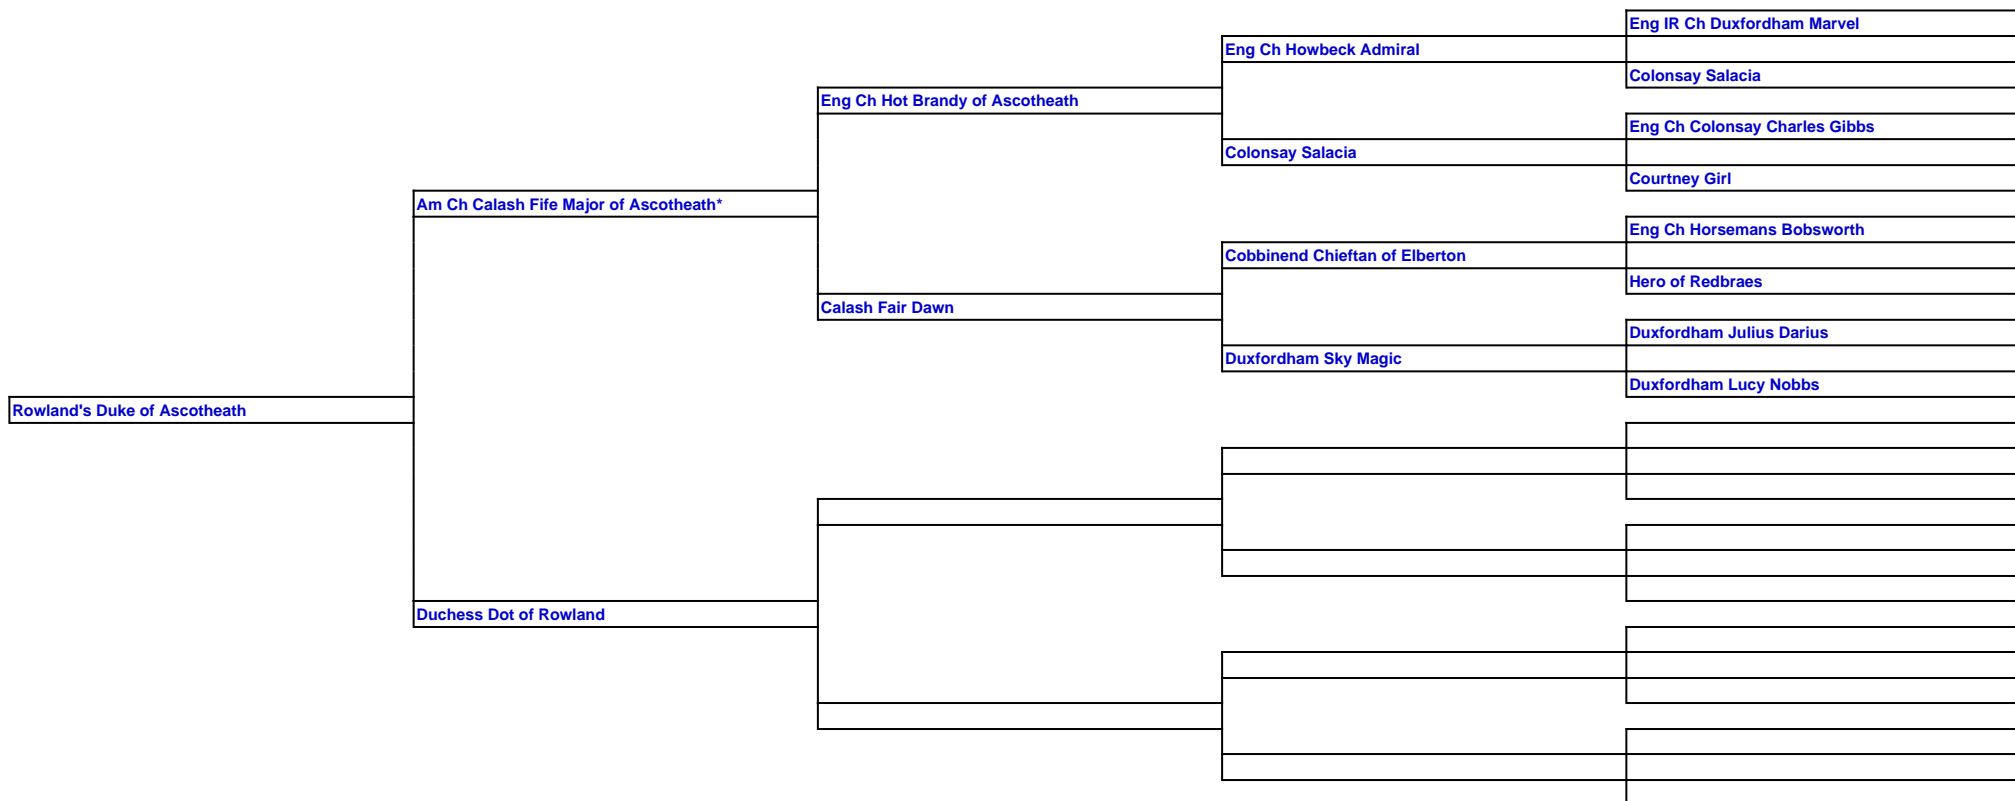 Eng IR Ch Duxfordham Marvel
Eng Ch Howbeck Admiral
Colonsay Salacia
Eng Ch Hot Brandy of Ascotheath
Eng Ch Colonsay Charles Gibbs
Colonsay Salacia
Courtney Girl
Am Ch Calash Fife Major of Ascotheath*
Eng Ch Horsemans Bobsworth
Cobbinend Chieftan of Elberton
Hero of Redbraes
Calash Fair Dawn
Duxfordham Julius Darius
Duxfordham Sky Magic
Duxfordham Lucy Nobbs
Rowland's Duke of Ascotheath
Duchess Dot of Rowland